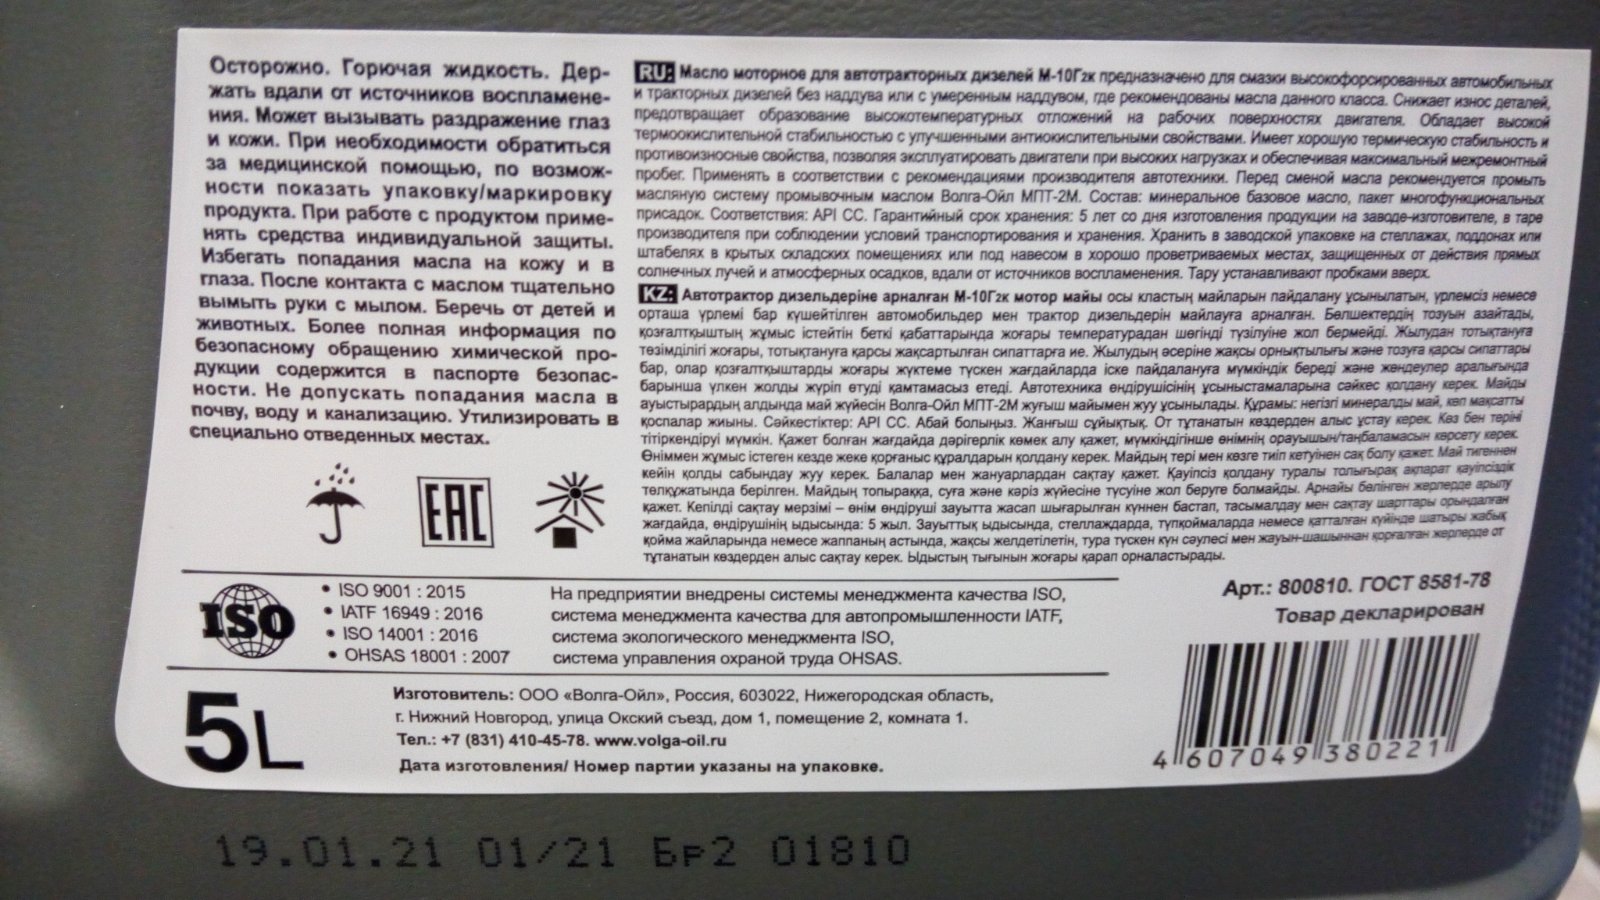 Осторожно. Горючая жидкость. Дер-
жать вдали от источников воспламене-
ния. Может вызывать раздражение глаз
и кожи. При необходимости обратиться
за медицинской помощью, по возмож-
ности показать упаковку/маркировку
продукта. При работе с продуктом приме-
нять средства индивидуальной защиты.
Избегать попадания масла на кожу и в
глаза. После контакта с маслом тщательно
вымыть руки с мылом. Беречь от детей и
животных. Более полная информация по
безопасному обращению химической про-
дукции содержится в паспорте безопас-
ности. Не допускать попадания масла в
почву, воду и канализацию. Утилизировать в
специально отведенных местах.
EAC
RU: Масло моторное для автотракторных дизелей М-10Г2к предназначено для смазки высокофорсированных автомобильных
и тракторных дизелей без наддува или с умеренным наддувом, где рекомендованы масла данного класса. Снижает износ деталей,
предотвращает образование высокотемпературных отложений на рабочих поверхностях двигателя. Обладает высокой
термоокислительной стабильностью с улучшенными антиокислительными свойствами. Имеет хорошую термическую стабильность и
противоизносные свойства, позволяя эксплуатировать двигатели при высоких нагрузках и обеспечивая максимальный межремонтный
пробег. Применять в соответствии с рекомендациями производителя автотехники. Перед сменой масла рекомендуется промыть
масляную систему промывочным маслом Волга-Ойл МПТ-2М. Состав: минеральное базовое масло, пакет многофункциональных
присадок. Соответствия: API CC. Гарантийный срок хранения: 5 лет со дня изготовления продукции на заводе-изготовителе, в таре
производителя при соблюдении условий транспортирования и хранения. Хранить в заводской упаковке на стеллажах, поддонах или
штабелях в крытых складских помещениях или под навесом в хорошо проветриваемых местах, защищенных от действия прямых
солнечных лучей и атмосферных осадков, вдали от источников воспламенения. Тару устанавливают пробками вверх.
KZ: Автотрактор дизельдеріне арналған М-10Г2к мотор майы осы кластың майларын пайдалану ұсынылатын, үрлемсіз немесе
орташа үрлемі бар күшейтілген автомобильдер мен трактор дизельдерін майлауға арналған. Бөлшектердің тозуын азайтады,
қозғалтқыштың жұмыс істейтін беткі қабаттарында жоғары температурадан шөгінді түзілуіне жол бермейді. Жылудан тотықтануға
төзімділігі жоғары, тотықтануға қарсы жақсартылған сипаттарға ие. Жылудың әсеріне жақсы орнықтылығы және тозуға қарсы сипаттары
бар, олар қозғалтқыштарды жоғары жүктеме түскен жағдайларда іске пайдалануға мүмкіндік береді және жөндеулер аралығында
барынша үлкен жолды жүріп өтуді қамтамасыз етеді. Автотехника өндірушісінің ұсыныстамаларына сәйкес қолдану керек. Майды
ауыстырардың алдында май жүйесін Волга-Ойл МПТ-2М жуғыш майымен жуу ұсынылады. Құрамы: негізгі минералды май, көп мақсатты
қоспалар жиыны. Сәйкестіктер: API CC. Абай болыңыз. Жанғыш сұйықтық. От тұтанатын көздерден алыс ұстау керек. Көз бен теріні
тітіркендіруі мүмкін. Қажет болған жағдайда дәрігерлік көмек алу қажет, мүмкіндігінше өнімнің орауышын/таңбаламасын көрсету керек.
Өніммен жұмыс істеген кезде жеке қорғаныс құралдарын қолдану керек. Майдың тері мен көзге тиіп кетуінен сақ болу қажет. Май тигеннен
кейін қолды сабындау жуу керек. Балалар мен жануарлардан сақтау қажет. Қауіпсіз қолдану туралы толығырақ ақпарат қауіпсіздік
төлқұжатында берілген. Майдың топыраққа, суға және кәріз жүйесіне түсуіне жол беруге болмайды. Арнайы бөлінген жерлерде арылу
қажет. Кепілді сақтау мерзімі – өнім өндіруші зауытта жасап шығарылған күннен бастап, тасымалдау мен сақтау шарттары орындалған
жағдайда, өндірушінің ыдысында: 5 жыл. Зауыттық ыдысында, стеллаждарда, түпқоймаларда немесе қатталған күйінде шатыры жабық
қойма жайларында немесе жаппаның астында, жақсы желдетілетін, тура түскен күн сәулесі мен жауын-шашыннан қорғалған жерлерде от
тұтанатын көздерден алыс сақтау керек. Ыдыстың тығынын жоғары қарап орналастырады.
Арт.: 800810. ГОСТ 8581-78
Товар декларирован
ISO
• ISO 9001 : 2015
• IATF 16949 : 2016
• ISO 14001 : 2016
• OHSAS 18001 : 2007
На предприятии внедрены системы менеджмента качества ISO,
система менеджмента качества для автопромышленности IATF,
система экологического менеджмента ISO,
система управления охраной труда OHSAS.
5L
Изготовитель: ООО «Волга-Ойл», Россия, 603022, Нижегородская область,
г. Нижний Новгород, улица Окский съезд, дом 1, помещение 2, комната 1.
Тел.: +7 (831) 410-45-78. www.volga-oil.ru
Дата изготовления/ Номер партии указаны на упаковке.
4 607049 380221
19.01.21 01/21 Бр2 01810